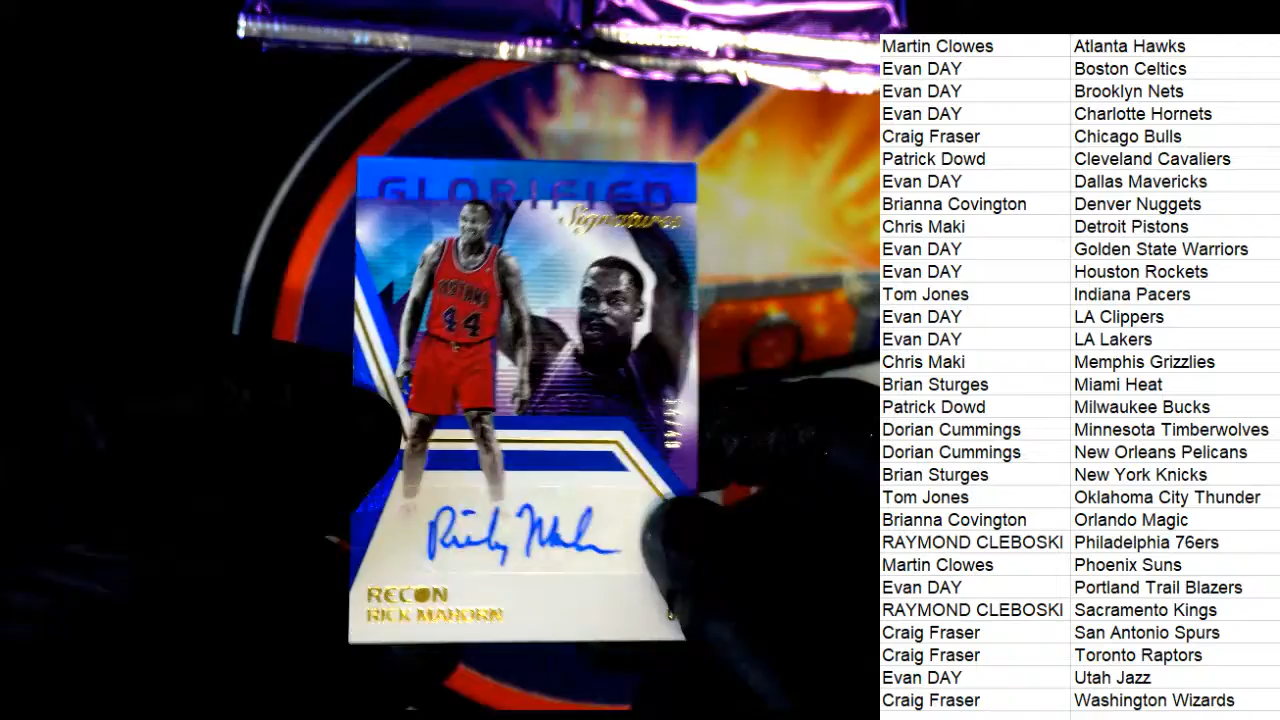 GLORIFIED
Signatures
PISTONS
44
Ricky Mahorn
RECON
RICK MAHORN
Martin Clowes Atlanta Hawks
Evan DAY Boston Celtics
Evan DAY Brooklyn Nets
Evan DAY Charlotte Hornets
Craig Fraser Chicago Bulls
Patrick Dowd Cleveland Cavaliers
Evan DAY Dallas Mavericks
Brianna Covington Denver Nuggets
Chris Maki Detroit Pistons
Evan DAY Golden State Warriors
Evan DAY Houston Rockets
Tom Jones Indiana Pacers
Evan DAY LA Clippers
Evan DAY LA Lakers
Chris Maki Memphis Grizzlies
Brian Sturges Miami Heat
Patrick Dowd Milwaukee Bucks
Dorian Cummings Minnesota Timberwolves
Dorian Cummings New Orleans Pelicans
Brian Sturges New York Knicks
Tom Jones Oklahoma City Thunder
Brianna Covington Orlando Magic
RAYMOND CLEBOSKI Philadelphia 76ers
Martin Clowes Phoenix Suns
Evan DAY Portland Trail Blazers
RAYMOND CLEBOSKI Sacramento Kings
Craig Fraser San Antonio Spurs
Craig Fraser Toronto Raptors
Evan DAY Utah Jazz
Craig Fraser Washington Wizards